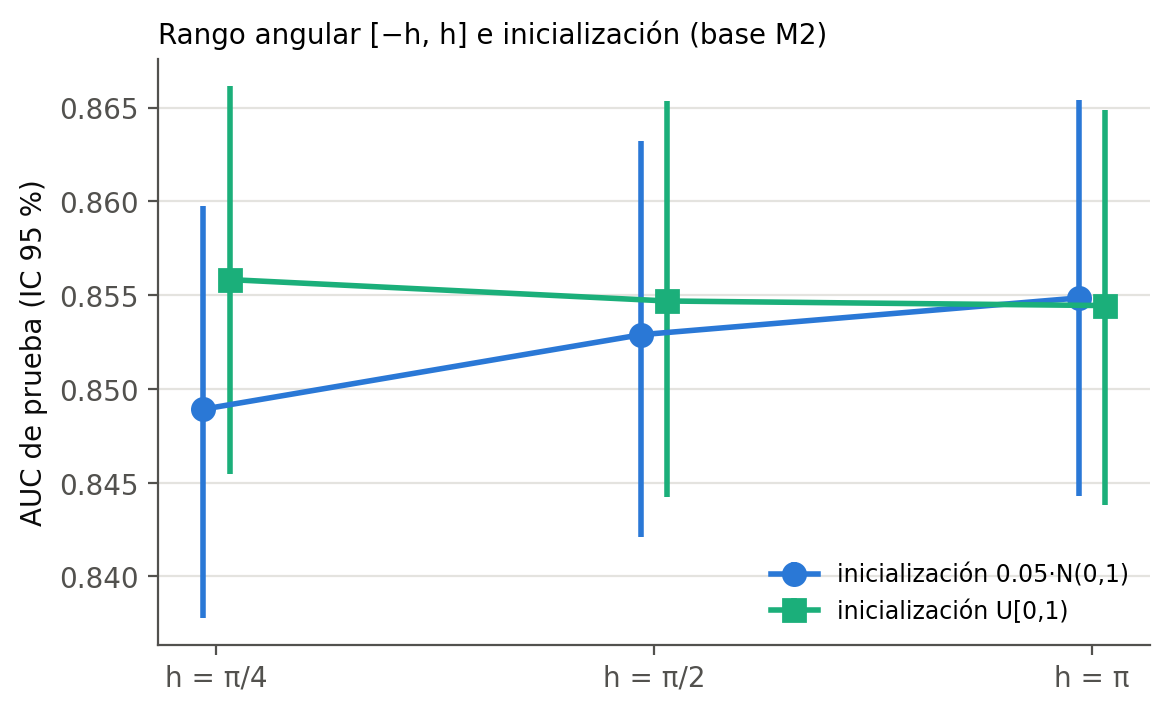 Rango angular [−h, h] e inicialización (base M2)
AUC de prueba (IC 95 %)
0.865
0.860
0.855
0.850
0.845
0.840
inicialización 0.05·N(0,1)
inicialización U[0,1)
h = π/4
h = π/2
h = π